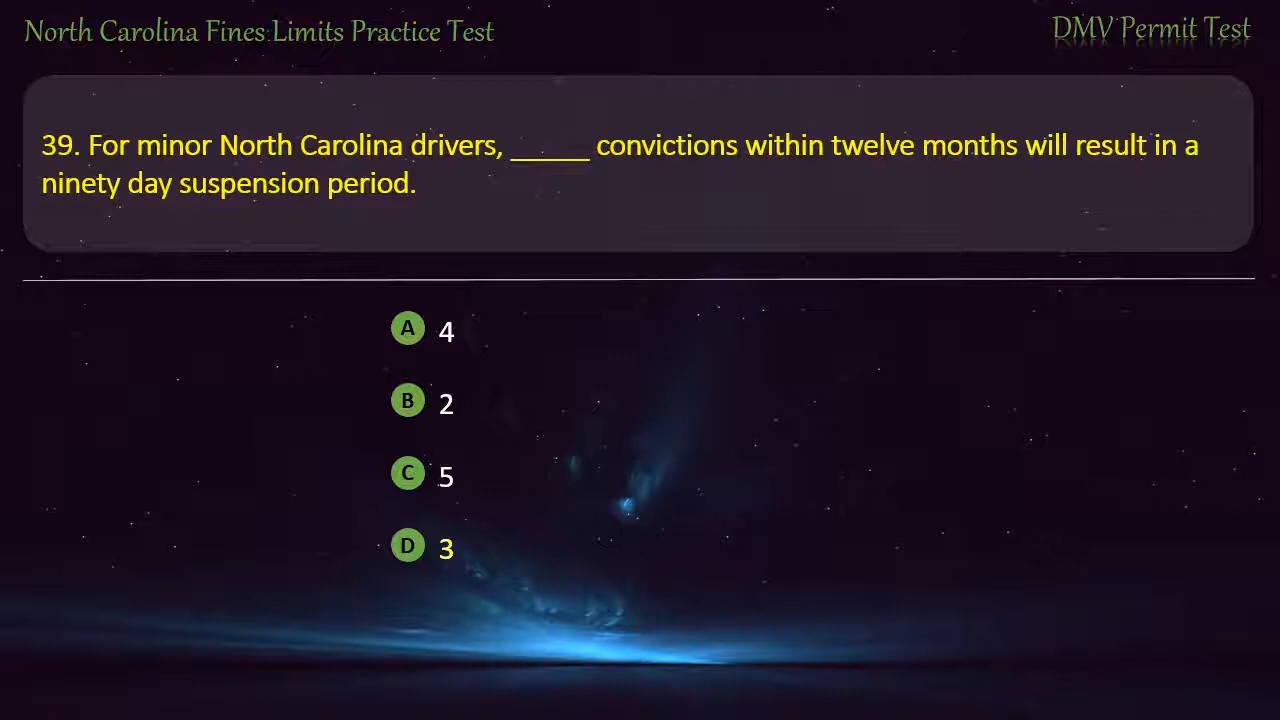 North Carolina Fines Limits Practice Test
DMV Permit Test
39. For minor North Carolina drivers, _____ convictions within twelve months will result in a
ninety day suspension period.
A 4
B 2
C 5
D 3